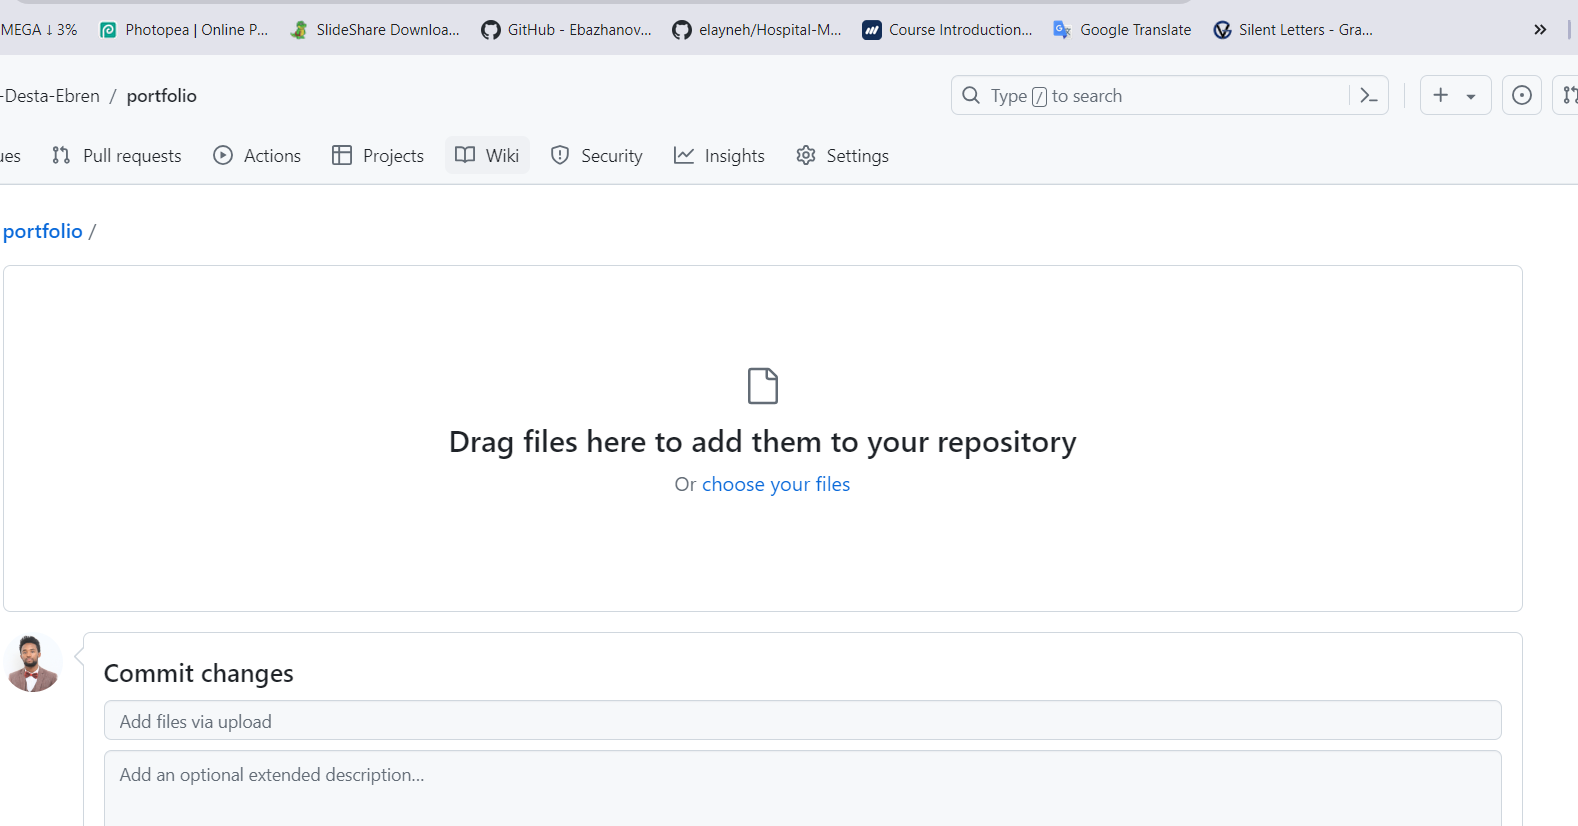 MEGA ↓ 3% Photopea | Online P... SlideShare Downloa... GitHub - Ebazhanov... elayneh/Hospital-M... Course Introduction... Google Translate Silent Letters - Gra... »
-Desta-Ebren / portfolio Type / to search
ues Pull requests Actions Projects Wiki Security Insights Settings
portfolio /
Drag files here to add them to your repository
Or choose your files
Commit changes
Add files via upload
Add an optional extended description...